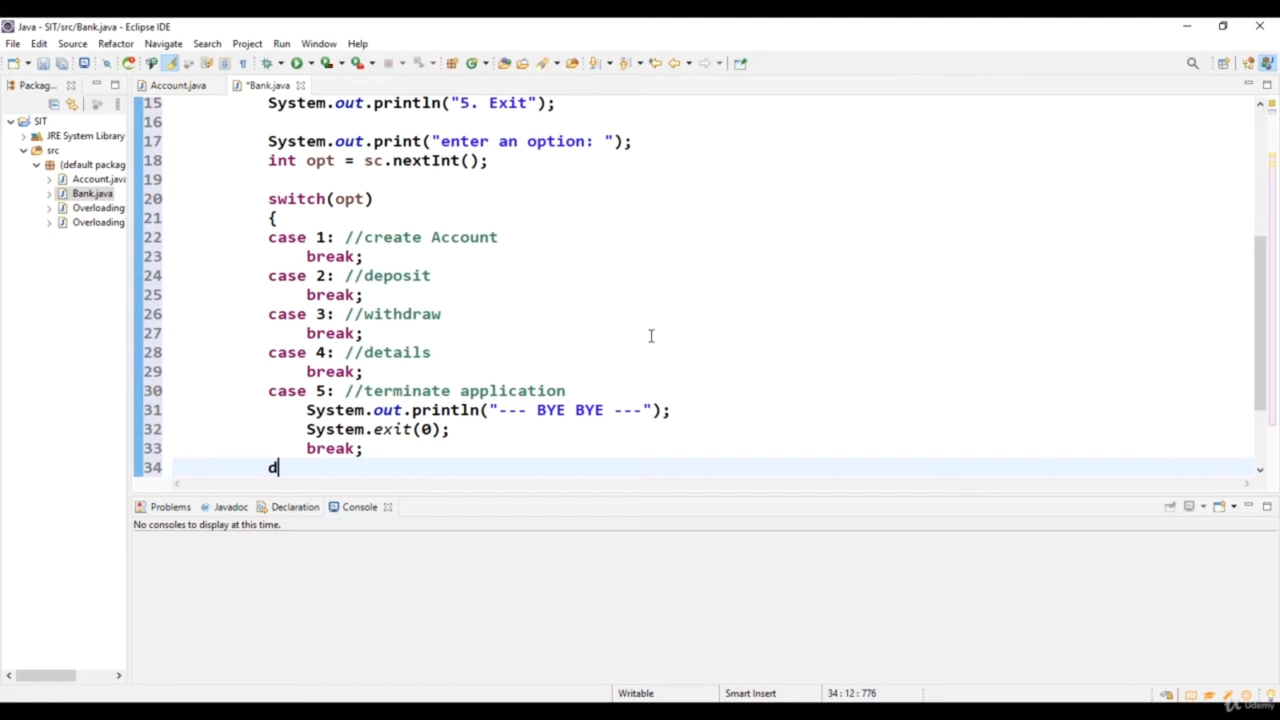 Java - SIT/src/Bank.java - Eclipse IDE
File Edit Source Refactor Navigate Search Project Run Window Help
Packag...
Account.java
*Bank.java
SIT
JRE System Library
src
(default packag
Account.java
Bank.java
Overloading
Overloading
15 System.out.println("5. Exit");
16
17 System.out.print("enter an option: ");
18 int opt = sc.nextInt();
19
20 switch(opt)
21 {
22 case 1: //create Account
23 break;
24 case 2: //deposit
25 break;
26 case 3: //withdraw
27 break;
28 case 4: //details
29 break;
30 case 5: //terminate application
31 System.out.println("--- BYE BYE ---");
32 System.exit(0);
33 break;
34 d
Problems Javadoc Declaration Console
No consoles to display at this time.
Writable Smart Insert 34 : 12 : 776
Udemy